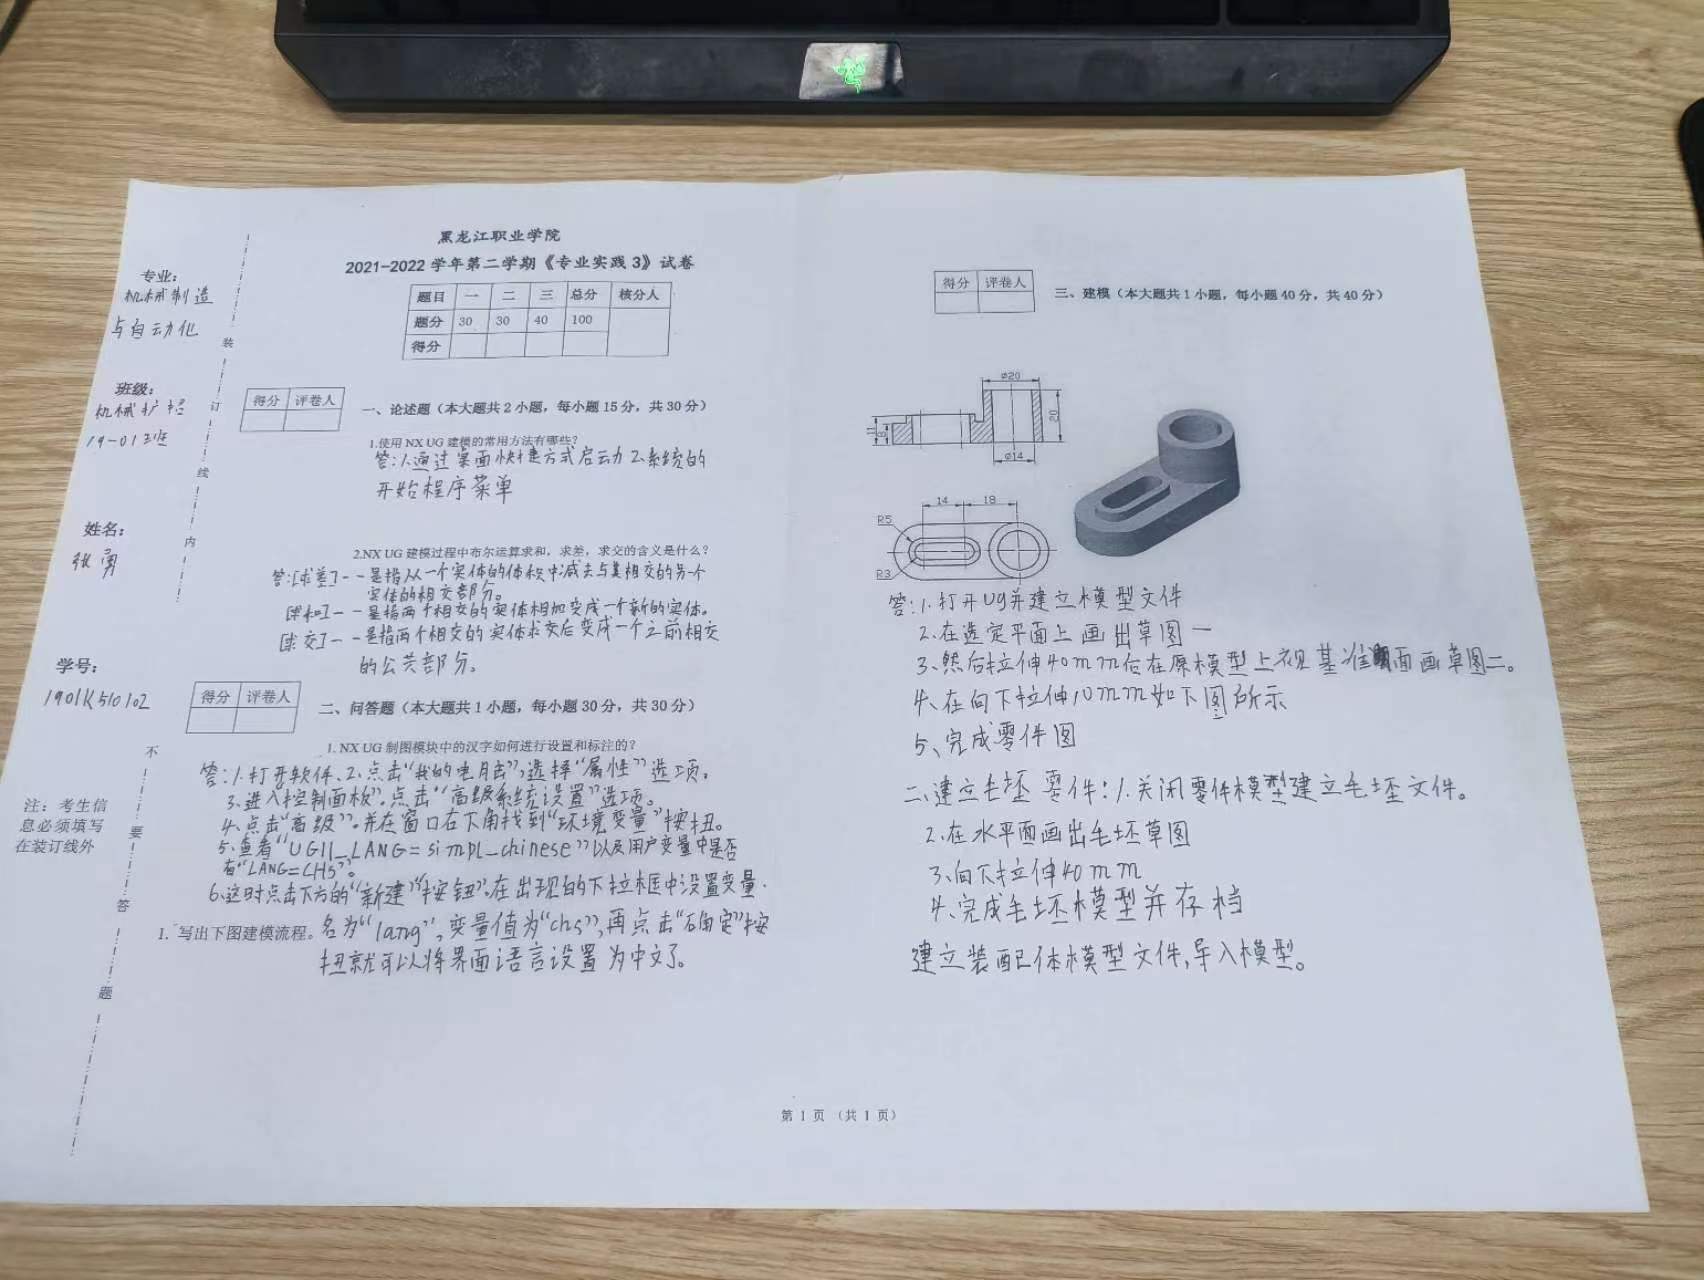 黑龙江职业学院
2021-2022 学年第二学期《专业实践 3》试卷
题目 一 二 三 总分 核分人
题分 30 30 40 100
得分
专业:
机械制造
与自动化
班级:
机械扩招
19-01班
姓名:
张勇
学号:
1901K510102
注: 考生信
息必须填写
在装订线外
装
订
线
内
不
要
答
题
得分 评卷人
一、论述题（本大题共 2 小题，每小题 15 分，共 30 分）
1.使用 NX UG 建模的常用方法有哪些?
答:1.通过桌面快捷方式启动 2.系统的
开始程序菜单
2.NX UG 建模过程中布尔运算求和，求差，求交的含义是什么?
答:[求差]--是指从一个实体的体积中减去与其相交的另一个
实体的相交部分。
[求和]--是指两个相交的实体相加变成一个新的实体。
[求交]--是指两个相交的实体求交后变成一个之前相交
的公共部分。
得分 评卷人
二、问答题（本大题共 1 小题，每小题 30 分，共 30 分）
1. NX UG 制图模块中的汉字如何进行设置和标注的?
答:1.打开软件、2.点击“我的电脑”,选择“属性”选项。
3.进入“控制面板”。点击“高级系统设置”选项。
4、点击“高级”。并在窗口右下角找到“环境变量”按扭。
5、查看“UGII_LANG=simpl_chinese”以及用户变量中是否
有“LANG=CHS”。
6、这时点击下方的“新建”按钮”.在出现的下拉框中设置变量.
1. 写出下图建模流程。
名为“lang”,变量值为“chs”,再点击“确定”按
扭就可以将界面语言设置为中文了。
得分 评卷人
三、建模（本大题共 1 小题，每小题 40 分，共 40 分）
ø20
11
8
20
ø14
14
18
R5
R3
答:1.打开Ug并建立模型文件
2.在选定平面上画出草图一
3、然后拉伸40mm后在原模型上视基准面画草图二。
4、在向下拉伸10mm如下图所示
5、完成零件图
二、建立毛坯零件:1.关闭零件模型建立毛坯文件。
2.在水平面画出毛坯草图
3、向下拉伸40mm
4、完成毛坯模型并存档
建立装配体模型文件,导入模型。
第 1 页 （共 1 页）